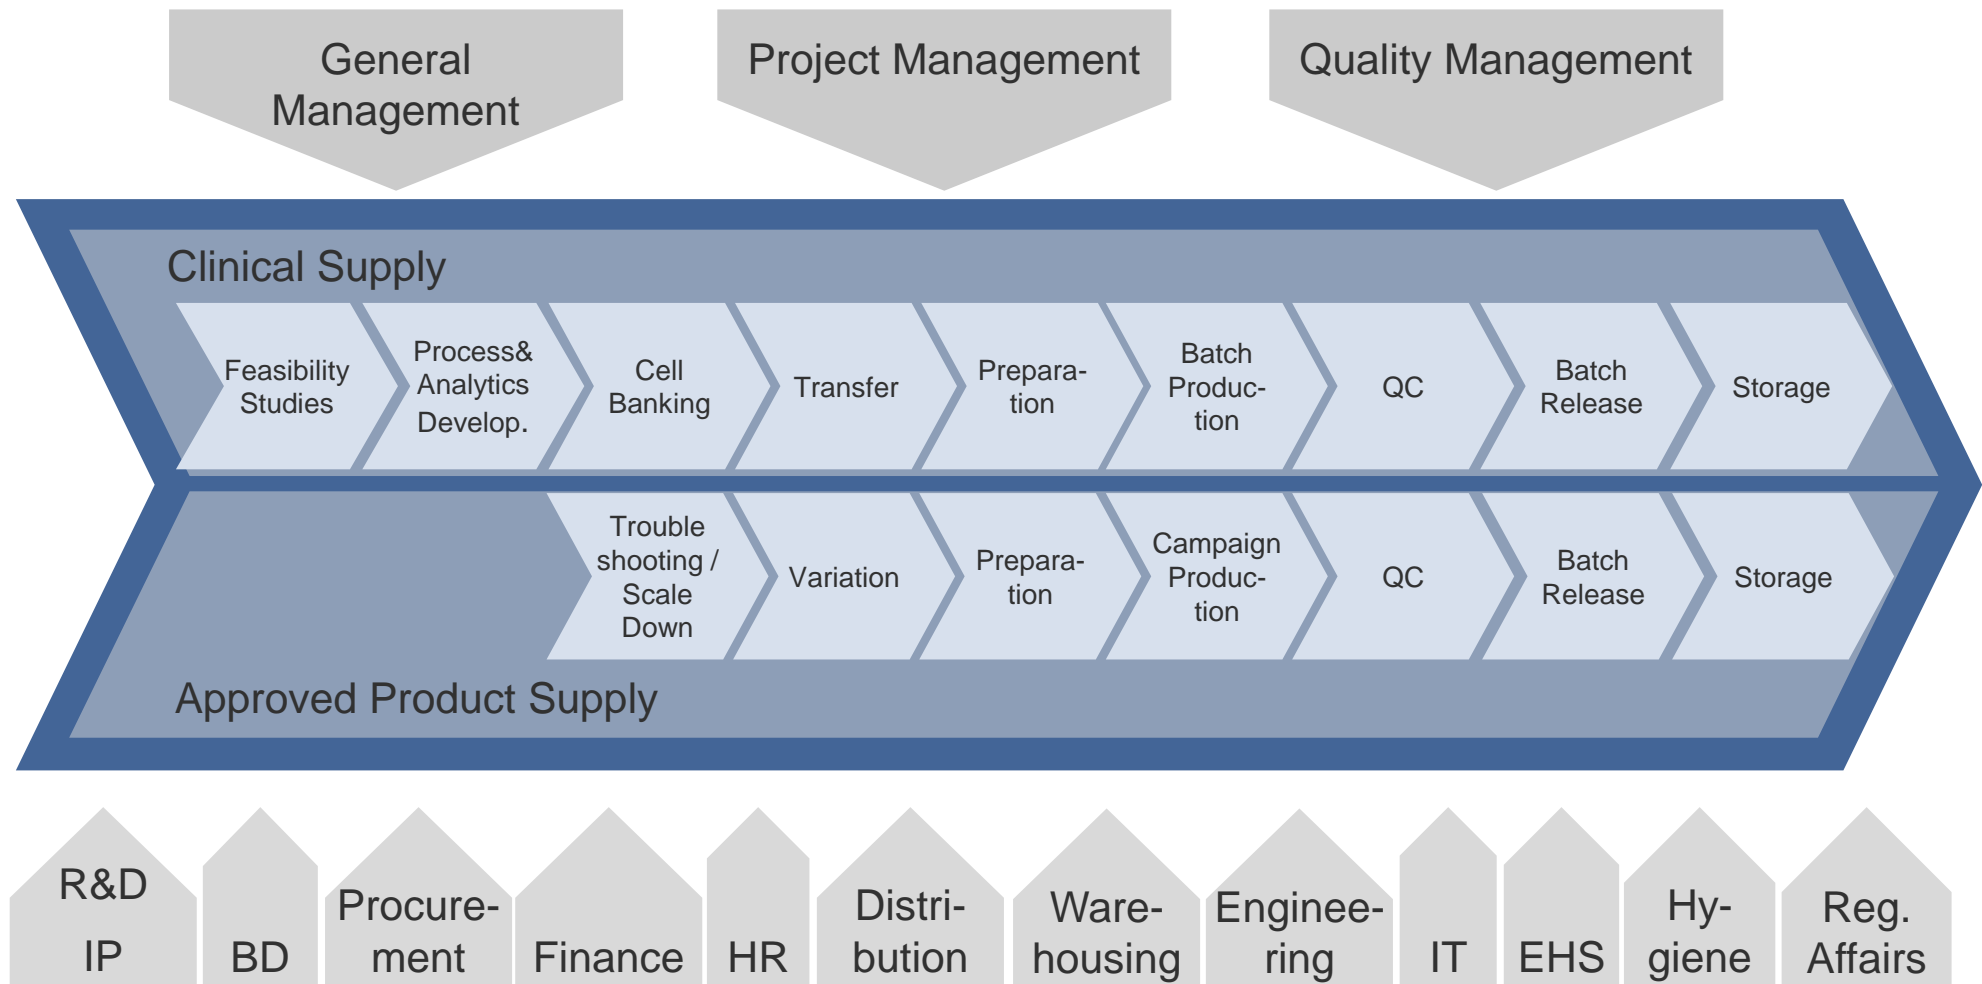 General
Management
Project Management
Quality Management
Clinical Supply
Feasibility
Studies
Process&
Analytics
Develop.
Cell
Banking
Transfer
Prepara-
tion
Batch
Produc-
tion
QC
Batch
Release
Storage
Trouble
shooting /
Scale
Down
Variation
Prepara-
tion
Campaign
Produc-
tion
QC
Batch
Release
Storage
Approved Product Supply
R&D
IP
BD
Procure-
ment
Finance
HR
Distri-
bution
Ware-
housing
Enginee-
ring
IT
EHS
Hy-
giene
Reg.
Affairs